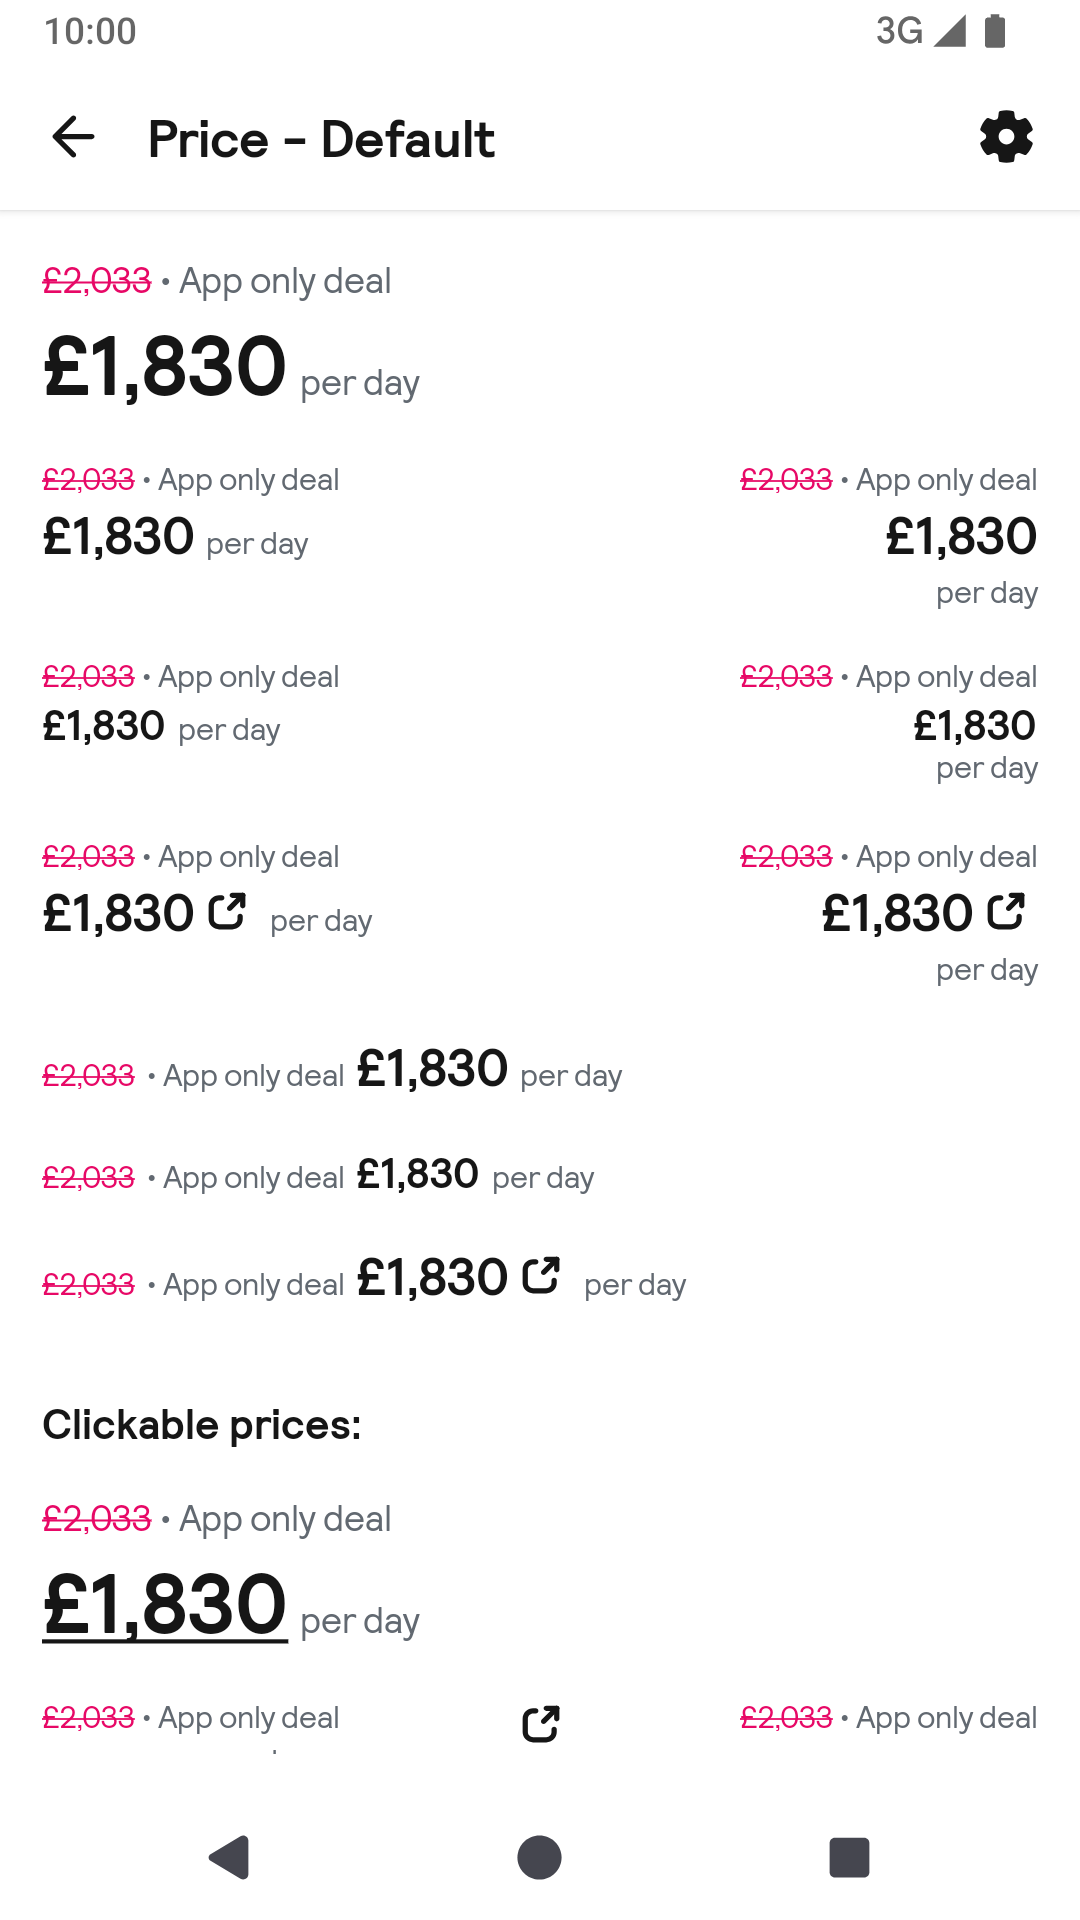 10:00 3G
Price – Default
£2,033 • App only deal
£1,830 per day
£2,033 • App only deal £2,033 • App only deal
£1,830 per day £1,830
per day
£2,033 • App only deal £2,033 • App only deal
£1,830 per day £1,830
per day
£2,033 • App only deal £2,033 • App only deal
£1,830 per day £1,830
per day
£2,033 • App only deal £1,830 per day
£2,033 • App only deal £1,830 per day
£2,033 • App only deal £1,830 per day
Clickable prices:
£2,033 • App only deal
£1,830 per day
£2,033 • App only deal £2,033 • App only deal